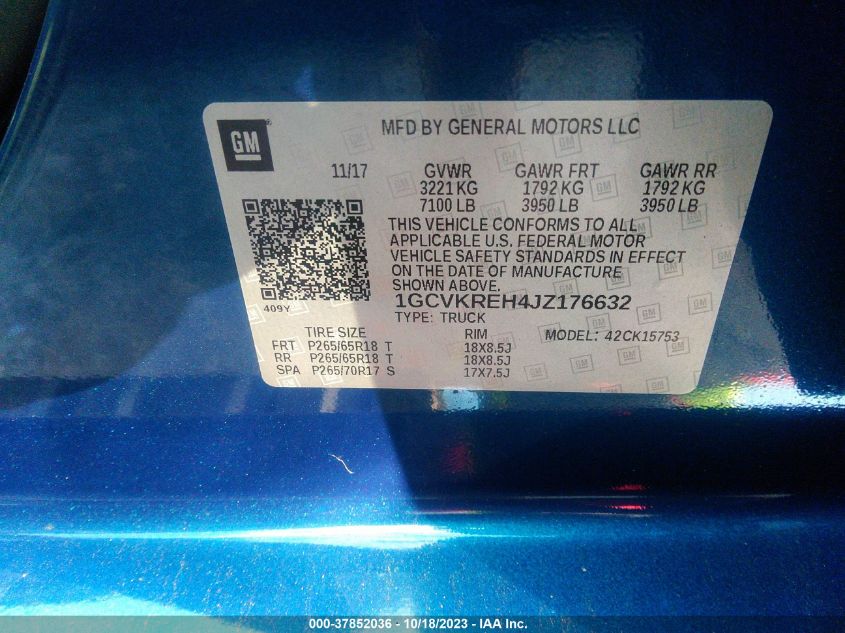 GM
MFD BY GENERAL MOTORS LLC
11/17 GVWR GAWR FRT GAWR RR
3221 KG 1792 KG 1792 KG
7100 LB 3950 LB 3950 LB
THIS VEHICLE CONFORMS TO ALL
APPLICABLE U.S. FEDERAL MOTOR
VEHICLE SAFETY STANDARDS IN EFFECT
ON THE DATE OF MANUFACTURE
SHOWN ABOVE.
409Y 1GCVKREH4JZ176632
TYPE: TRUCK
TIRE SIZE RIM MODEL: 42CK15753
FRT P265/65R18 T 18X8.5J
RR P265/65R18 T 18X8.5J
SPA P265/70R17 S 17X7.5J
000-37852036 - 10/18/2023 - IAA Inc.